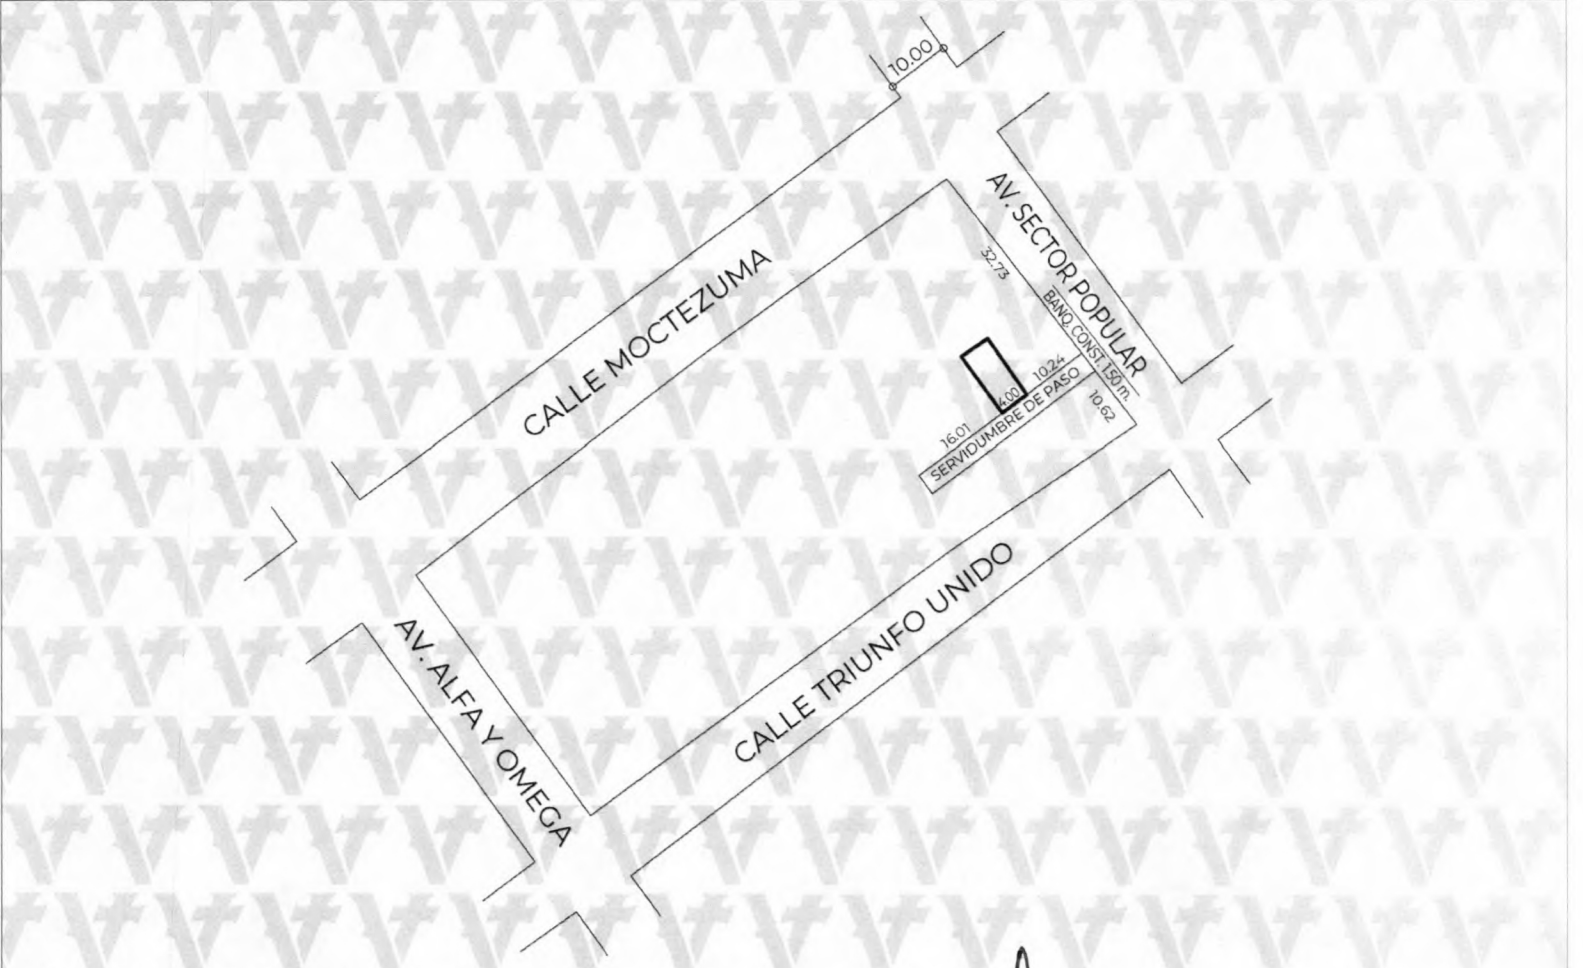 10.00
AV. SECTOR POPULAR
32.73
BANQ. CONST. 1.50 m.
CALLE MOCTEZUMA
10.24
4.00
16.01
SERVIDUMBRE DE PASO
10.62
CALLE TRIUNFO UNIDO
AV. ALFA Y OMEGA